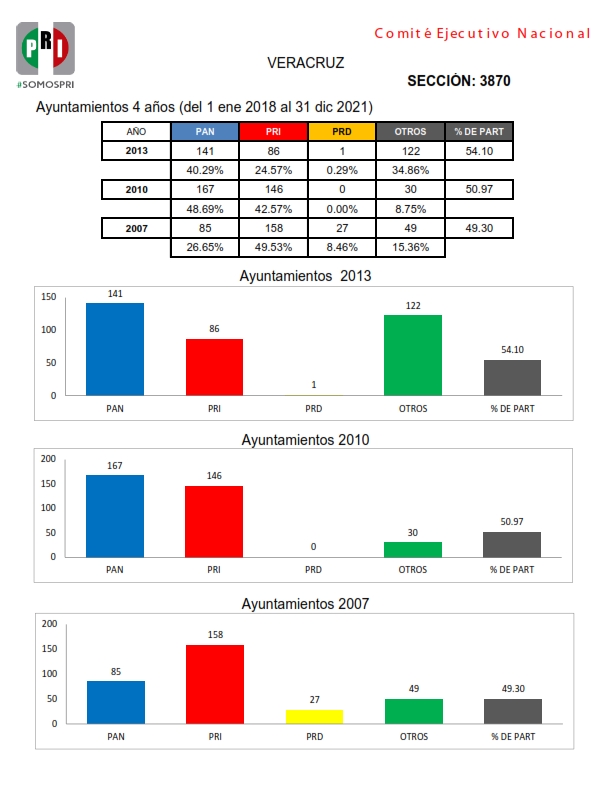 PRI
#SOMOSPRI
Comité Ejecutivo Nacional
VERACRUZ
SECCIÓN: 3870
Ayuntamientos 4 años (del 1 ene 2018 al 31 dic 2021)
AÑO PAN PRI PRD OTROS % DE PART
2013 141 86 1 122 54.10
40.29% 24.57% 0.29% 34.86%
2010 167 146 0 30 50.97
48.69% 42.57% 0.00% 8.75%
2007 85 158 27 49 49.30
26.65% 49.53% 8.46% 15.36%
Ayuntamientos 2013
150
100
50
0
141
86
1
122
54.10
PAN PRI PRD OTROS % DE PART
Ayuntamientos 2010
200
150
100
50
0
167
146
0
30
50.97
PAN PRI PRD OTROS % DE PART
Ayuntamientos 2007
200
150
100
50
0
85
158
27
49
49.30
PAN PRI PRD OTROS % DE PART